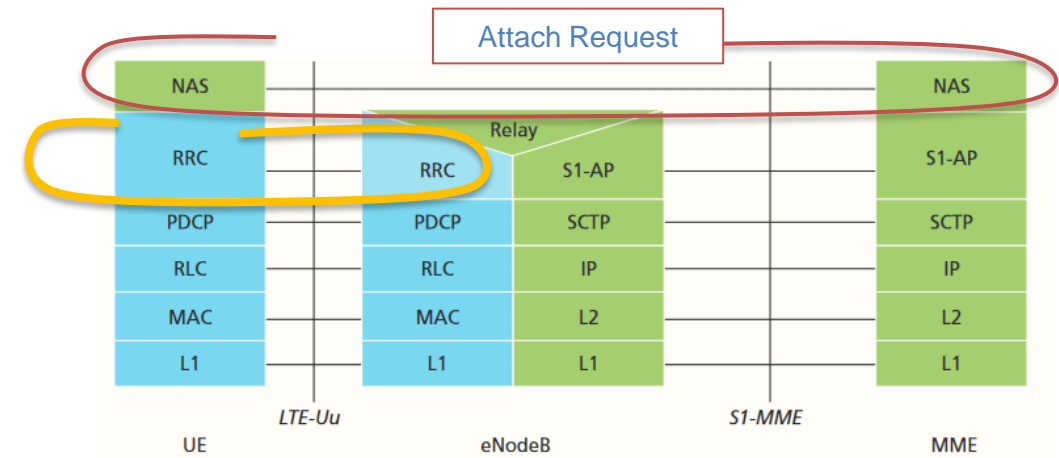 Attach Request
NAS NAS
Relay
RRC RRC S1-AP S1-AP
PDCP PDCP SCTP SCTP
RLC RLC IP IP
MAC MAC L2 L2
L1 L1 L1 L1
LTE-Uu S1-MME
UE eNodeB MME